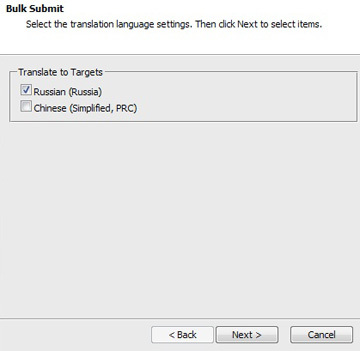 Bulk Submit
Select the translation language settings. Then click Next to select items.
Translate to Targets
Russian (Russia)
Chinese (Simplified, PRC)
< Back
Next >
Cancel